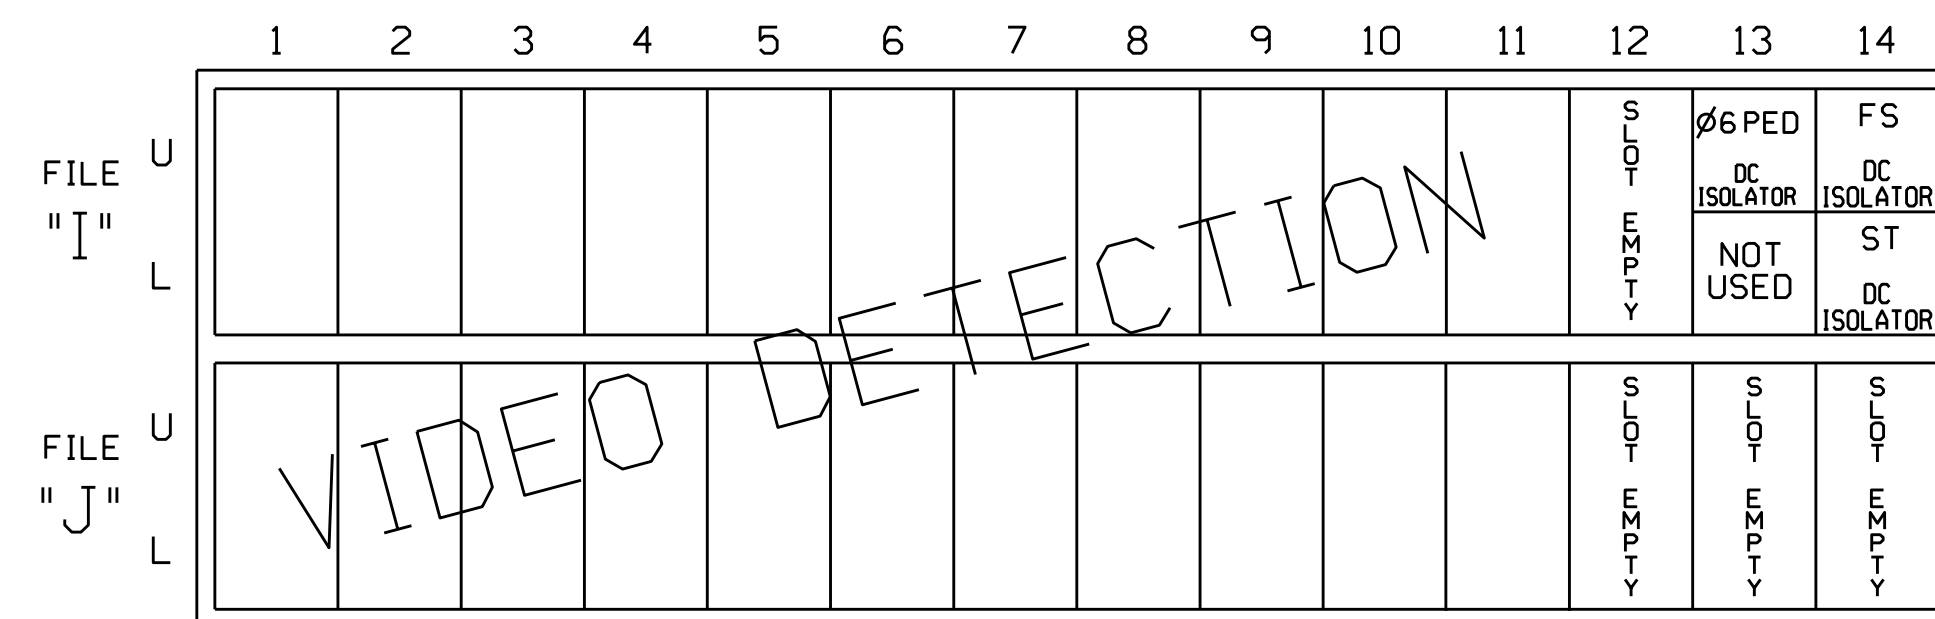 1 2 3 4 5 6 7 8 9 10 11 12 13 14
FILE
"I"
U
L
SLOT EMPTY
Ø6 PED
DC
ISOLATOR
NOT
USED
FS
DC
ISOLATOR
ST
DC
ISOLATOR
VIDEO DETECTION
FILE
"J"
U
L
SLOT EMPTY
SLOT EMPTY
SLOT EMPTY